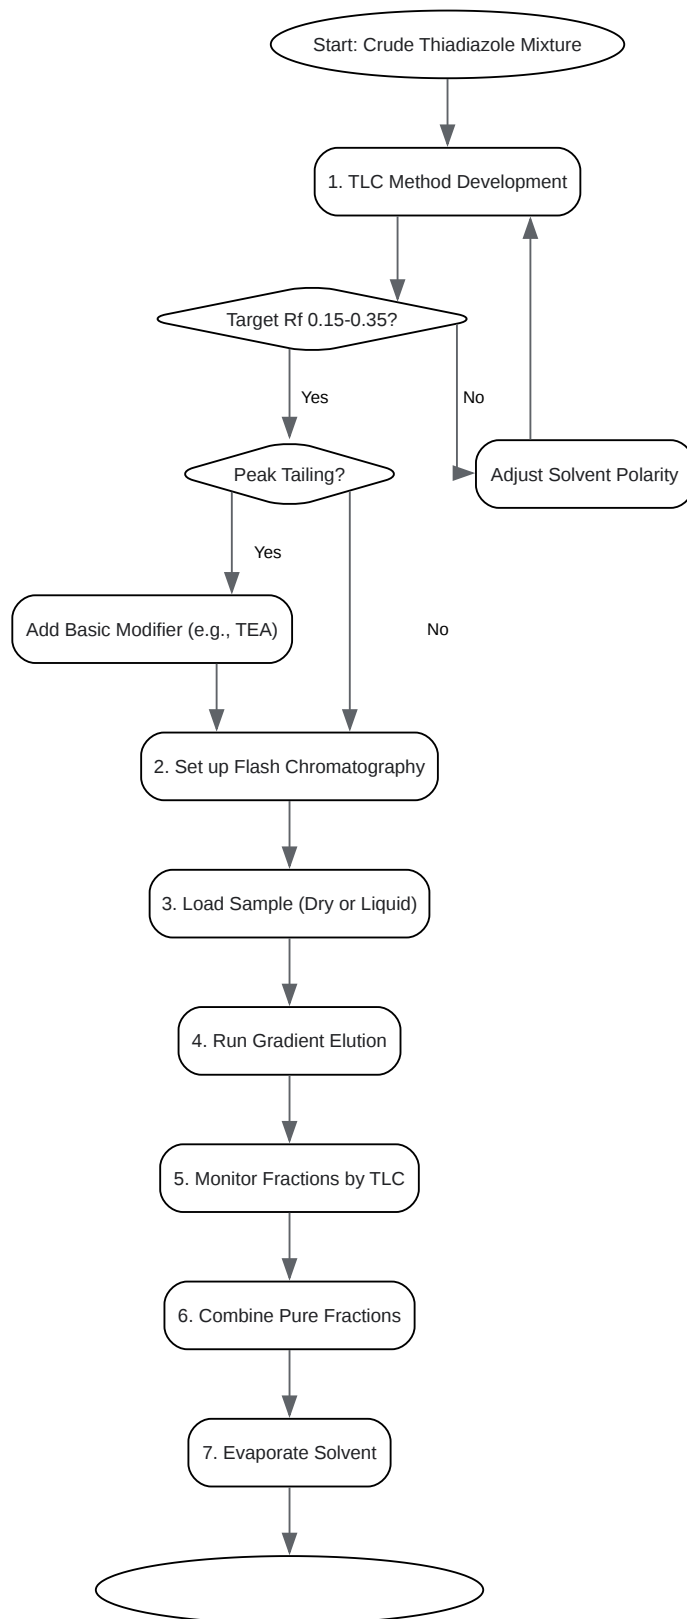 Start: Crude Thiadiazole Mixture
1. TLC Method Development
Target Rf 0.15-0.35?
Yes
No
Peak Tailing?
Adjust Solvent Polarity
Yes
Add Basic Modifier (e.g., TEA)
No
2. Set up Flash Chromatography
3. Load Sample (Dry or Liquid)
4. Run Gradient Elution
5. Monitor Fractions by TLC
6. Combine Pure Fractions
7. Evaporate Solvent